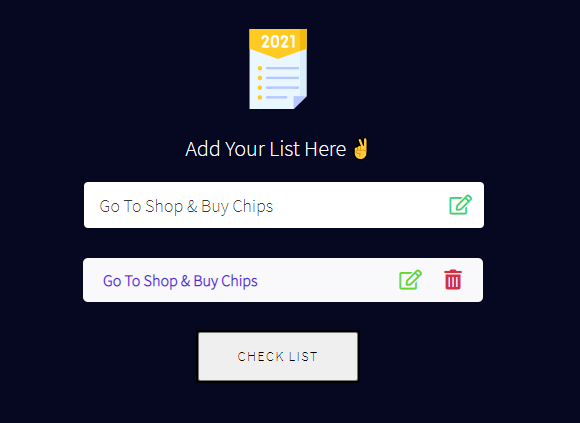 2021
Add Your List Here ✌
Go To Shop & Buy Chips
Go To Shop & Buy Chips
CHECK LIST